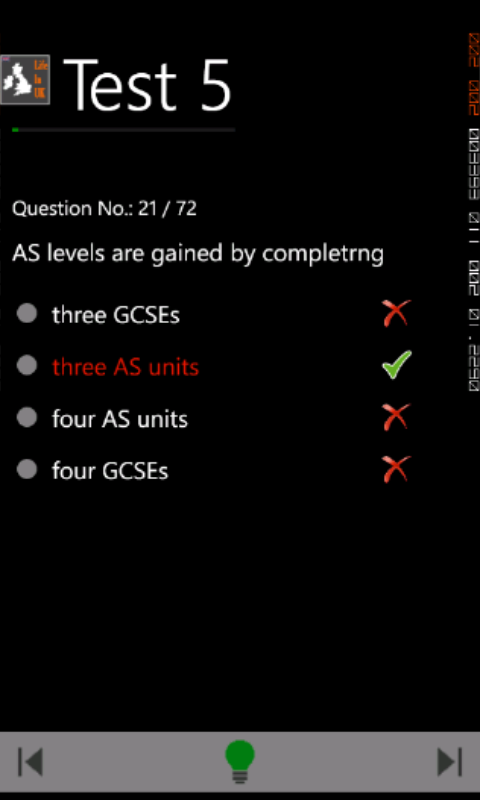 Life
In
UK
Test 5
Question No.: 21 / 72
AS levels are gained by completrng
three GCSEs
three AS units
four AS units
four GCSEs